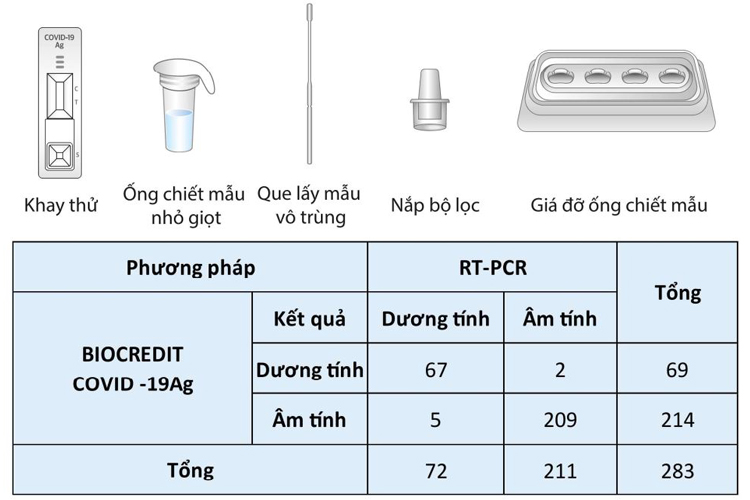 COVID-19
Ag
C
T
S
Khay thử
Ống chiết mẫu
nhỏ giọt
Que lấy mẫu
vô trùng
Nắp bộ lọc
Giá đỡ ống chiết mẫu
Phương pháp RT-PCR Tổng
BIOCREDIT
COVID -19Ag
Kết quả Dương tính Âm tính
Dương tính 67 2 69
Âm tính 5 209 214
Tổng 72 211 283